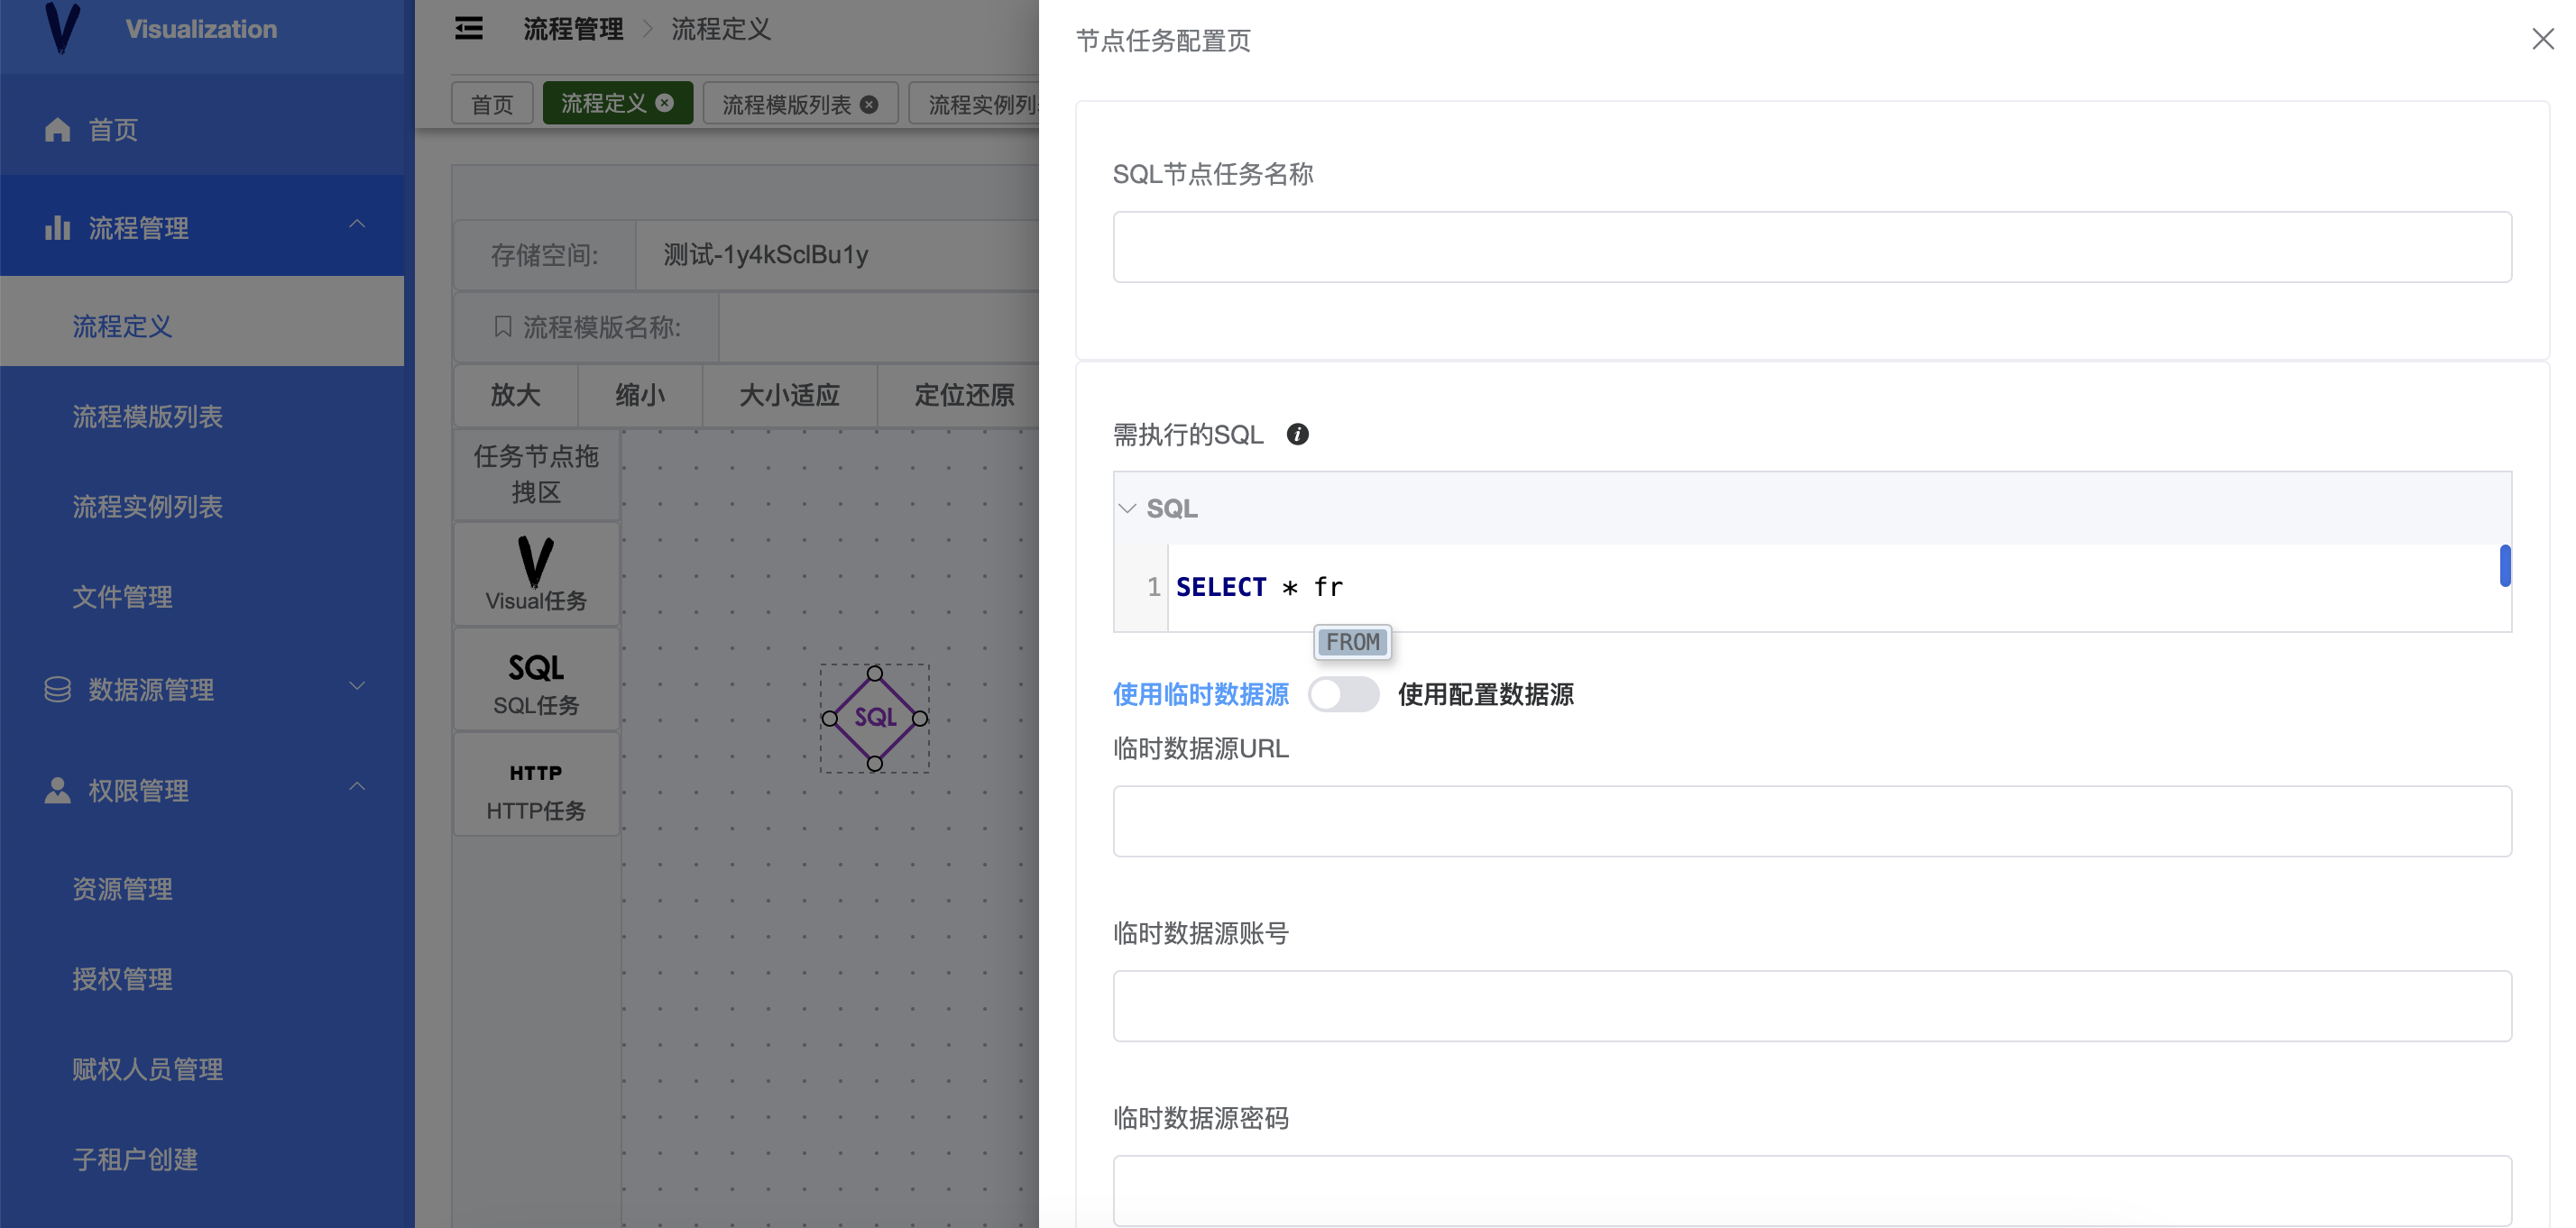 Visualization
首页
流程管理
流程定义
流程模版列表
流程实例列表
文件管理
数据源管理
权限管理
资源管理
授权管理
赋权人员管理
子租户创建
流程管理 > 流程定义
首页 流程定义 流程模版列表 流程实例列
存储空间: 测试-1y4kSclBu1y
流程模版名称:
放大 缩小 大小适应 定位还原
任务节点拖
拽区
Visual任务
SQL
SQL任务
HTTP
HTTP任务
SQL
节点任务配置页
SQL节点任务名称
需执行的SQL
SQL
1 SELECT * fr
FROM
使用临时数据源 使用配置数据源
临时数据源URL
临时数据源账号
临时数据源密码